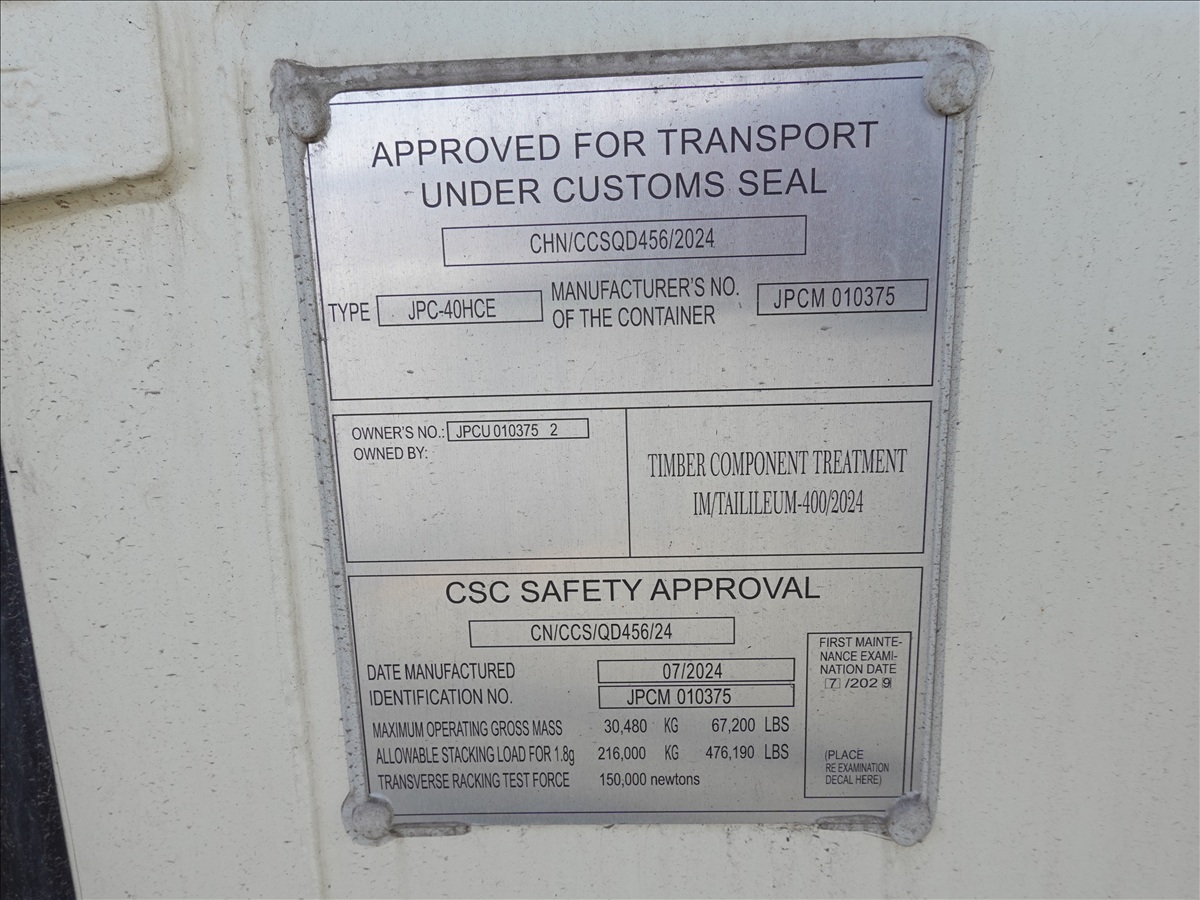 APPROVED FOR TRANSPORT
UNDER CUSTOMS SEAL
CHN/CCSQD456/2024
TYPE JPC-40HCE MANUFACTURER'S NO. OF THE CONTAINER JPCM 010375
OWNER'S NO.: JPCU 010375 2
OWNED BY:
TIMBER COMPONENT TREATMENT
IM/TAILILEUM-400/2024
CSC SAFETY APPROVAL
CN/CCS/QD456/24
DATE MANUFACTURED 07/2024
IDENTIFICATION NO. JPCM 010375
MAXIMUM OPERATING GROSS MASS 30,480 KG 67,200 LBS
ALLOWABLE STACKING LOAD FOR 1.8g 216,000 KG 476,190 LBS
TRANSVERSE RACKING TEST FORCE 150,000 newtons
FIRST MAINTE-
NANCE EXAMI-
NATION DATE
7 /2029
(PLACE
RE EXAMINATION
DECAL HERE)